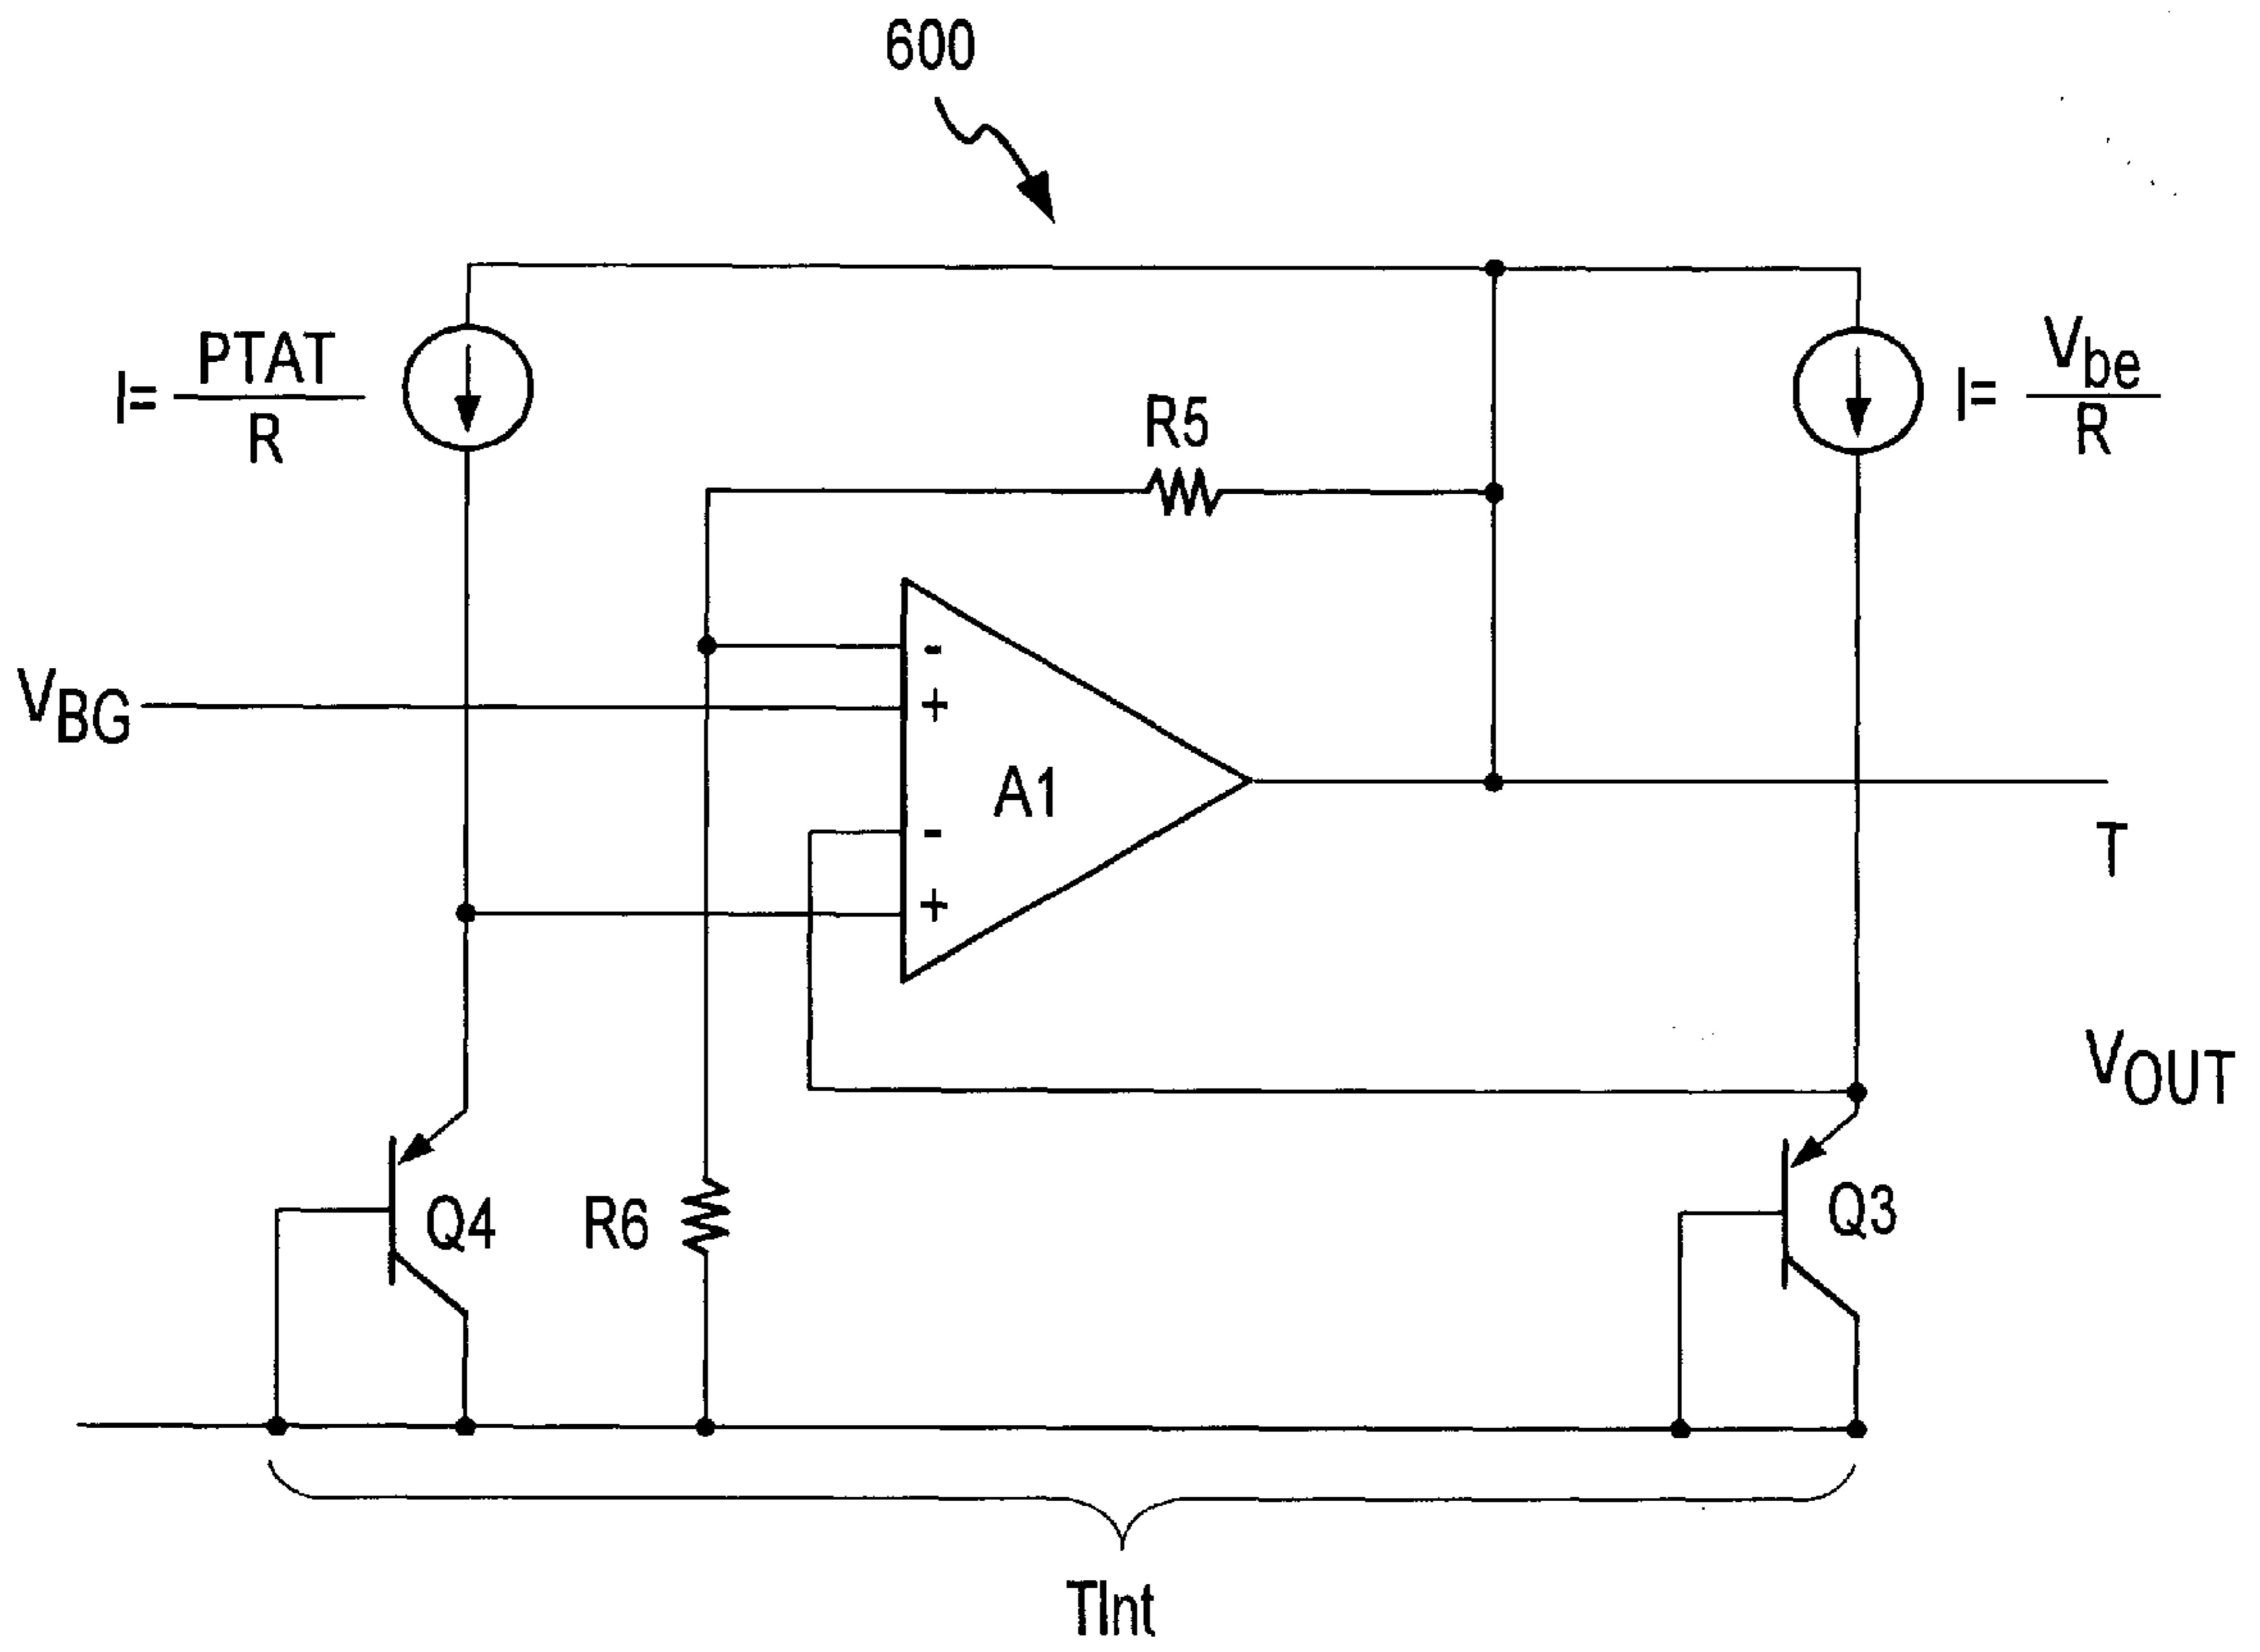 600
I= PTAT/R
I= Vbe/R
R5
VBG
-
+
A1
-
+
T
VOUT
Q4
R6
Q3
TInt